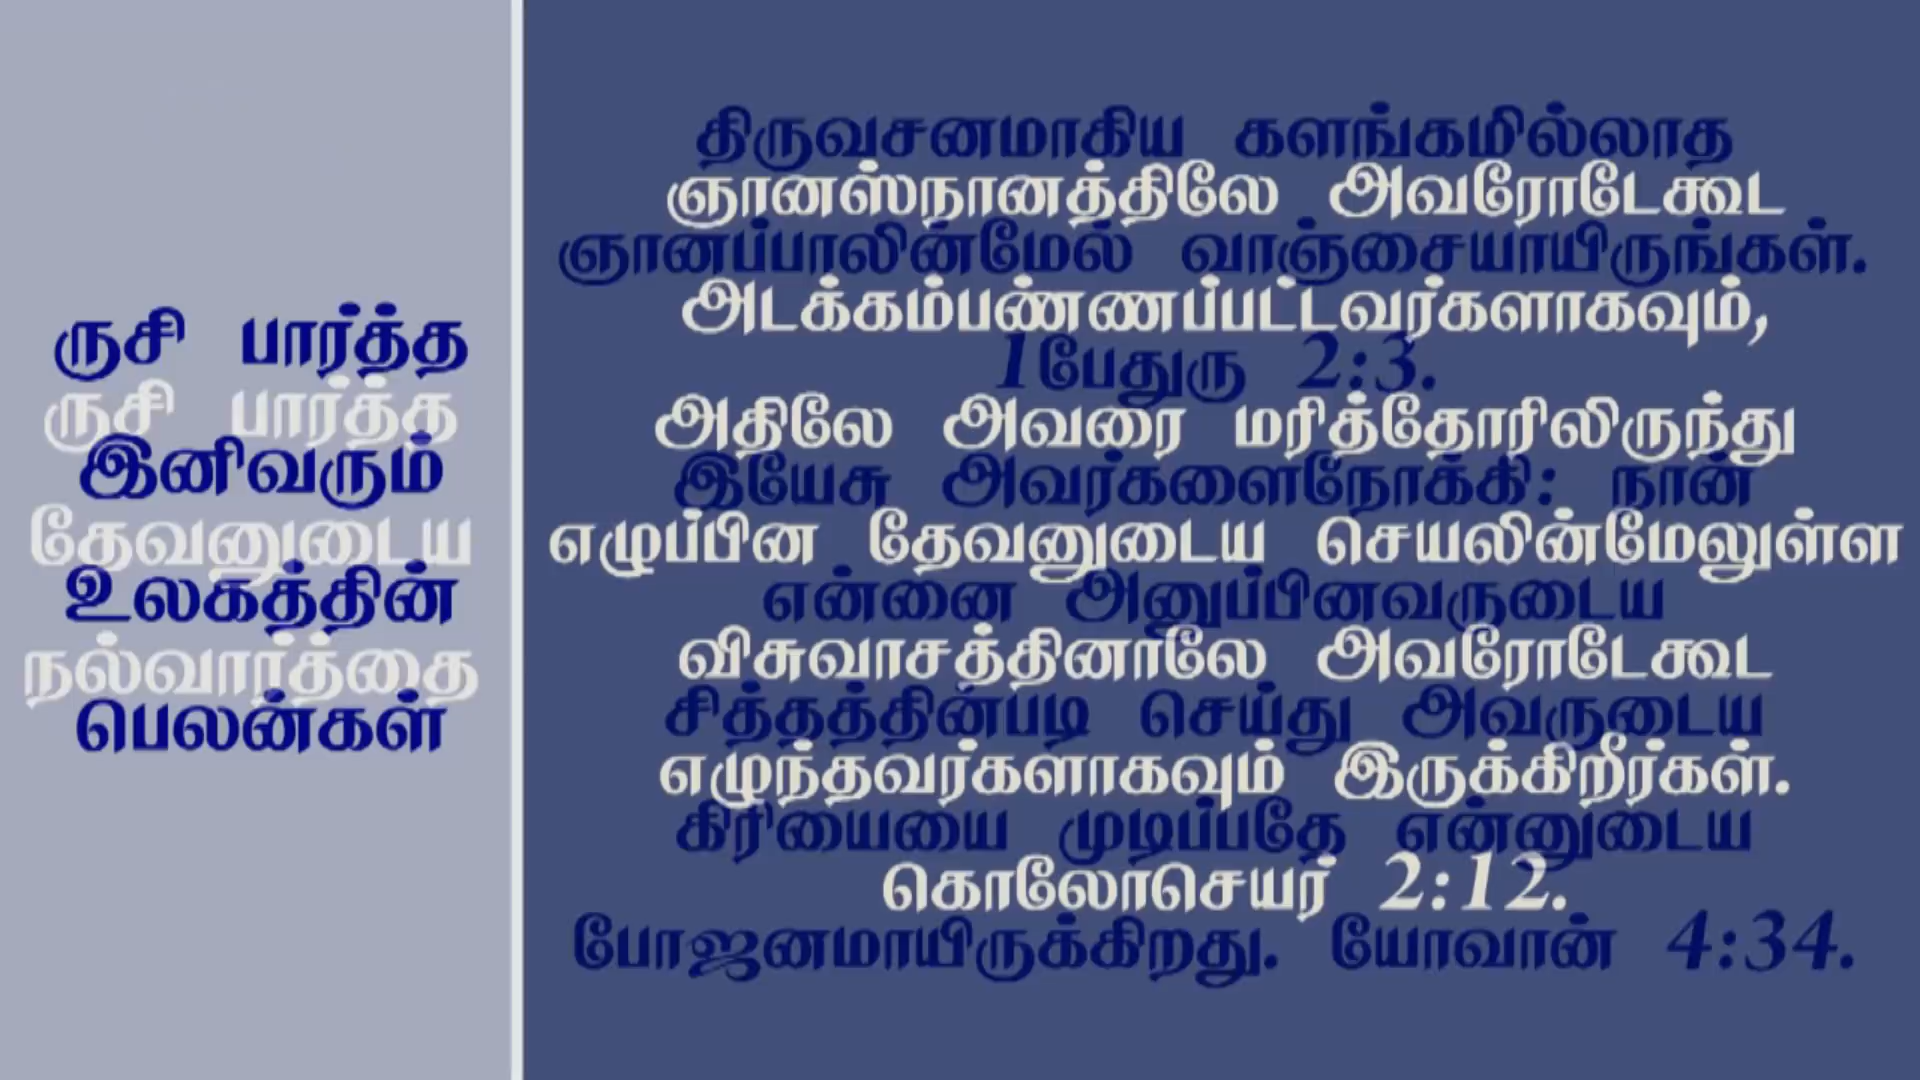 ருசி பார்த்த
ருசி பார்த்த
இனிவரும்
தேவனுடைய
உலகத்தின்
நல்வார்த்தை
பெலன்கள்
திருவசனமாகிய களங்கமில்லாத
ஞானஸ்நானத்திலே அவரோடேகூட
ஞானப்பாலின்மேல் வாஞ்சையாயிருங்கள்.
அடக்கம்பண்ணப்பட்டவர்களாகவும்,
1பேதுரு 2:3.
அதிலே அவரை மரித்தோரிலிருந்து
இயேசு அவர்களைநோக்கி: நான்
எழுப்பின தேவனுடைய செயலின்மேலுள்ள
என்னை அனுப்பினவருடைய
விசுவாசத்தினாலே அவரோடேகூட
சித்தத்தின்படி செய்து அவருடைய
எழுந்தவர்களாகவும் இருக்கிறீர்கள்.
கிரியையை முடிப்பதே என்னுடைய
கொலோசெயர் 2:12.
போஜனமாயிருக்கிறது. யோவான் 4:34.